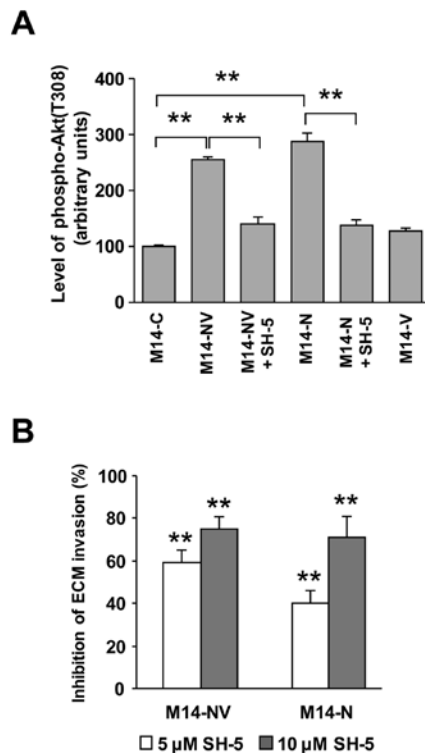 A
Level of phospho-Akt(T308)
(arbitrary units)
400
300
200
100
0
**
**
**
**
M14-C
M14-NV
M14-NV
+ SH-5
M14-N
M14-N
+ SH-5
M14-V
B
Inhibition of ECM invasion (%)
100
80
60
40
20
0
**
**
**
**
M14-NV
M14-N
5 µM SH-5
10 µM SH-5